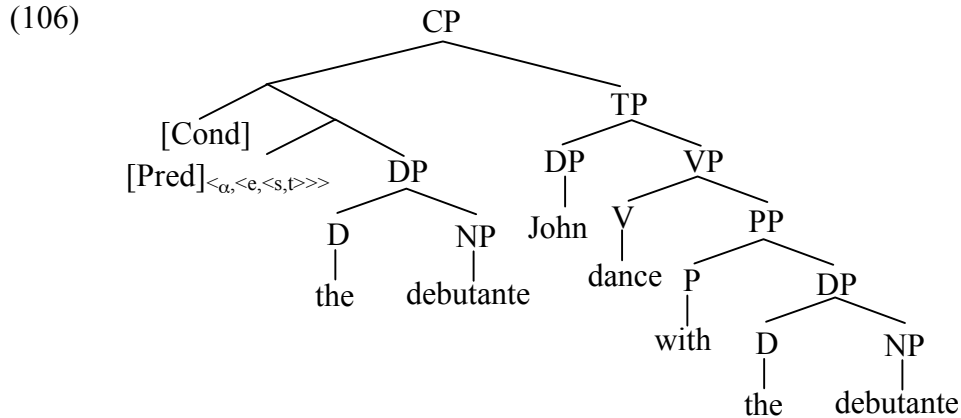 (106)
CP
TP
[Cond]
DP
VP
[Pred]<α,<e,<s,t>>>
DP
John
V
PP
D
NP
dance
P
DP
the
debutante
with
D
NP
the
debutante